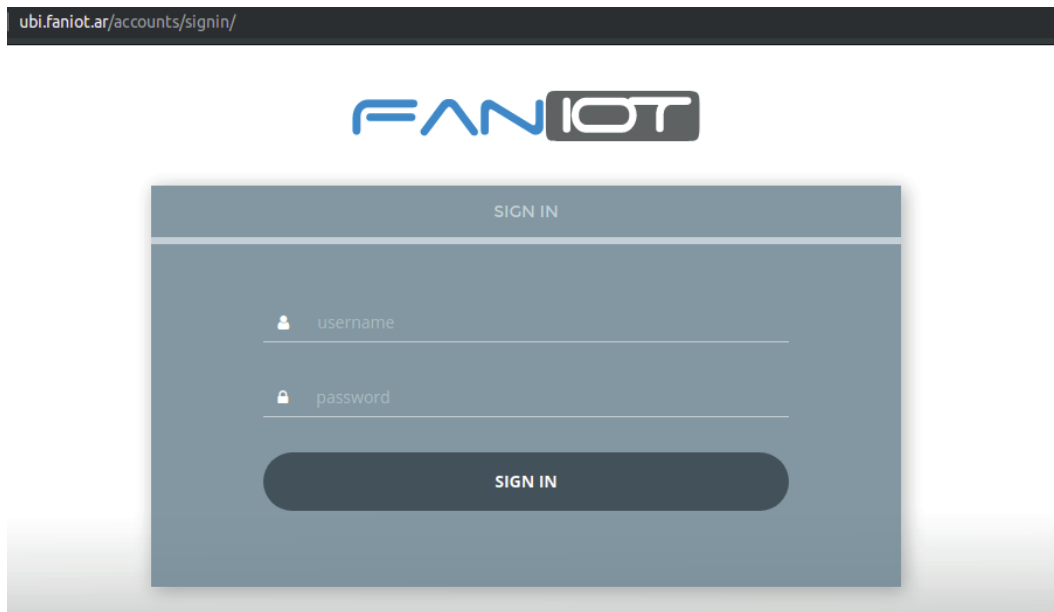 ubi.faniot.ar/accounts/signin/
FANIOT
SIGN IN
username
password
SIGN IN